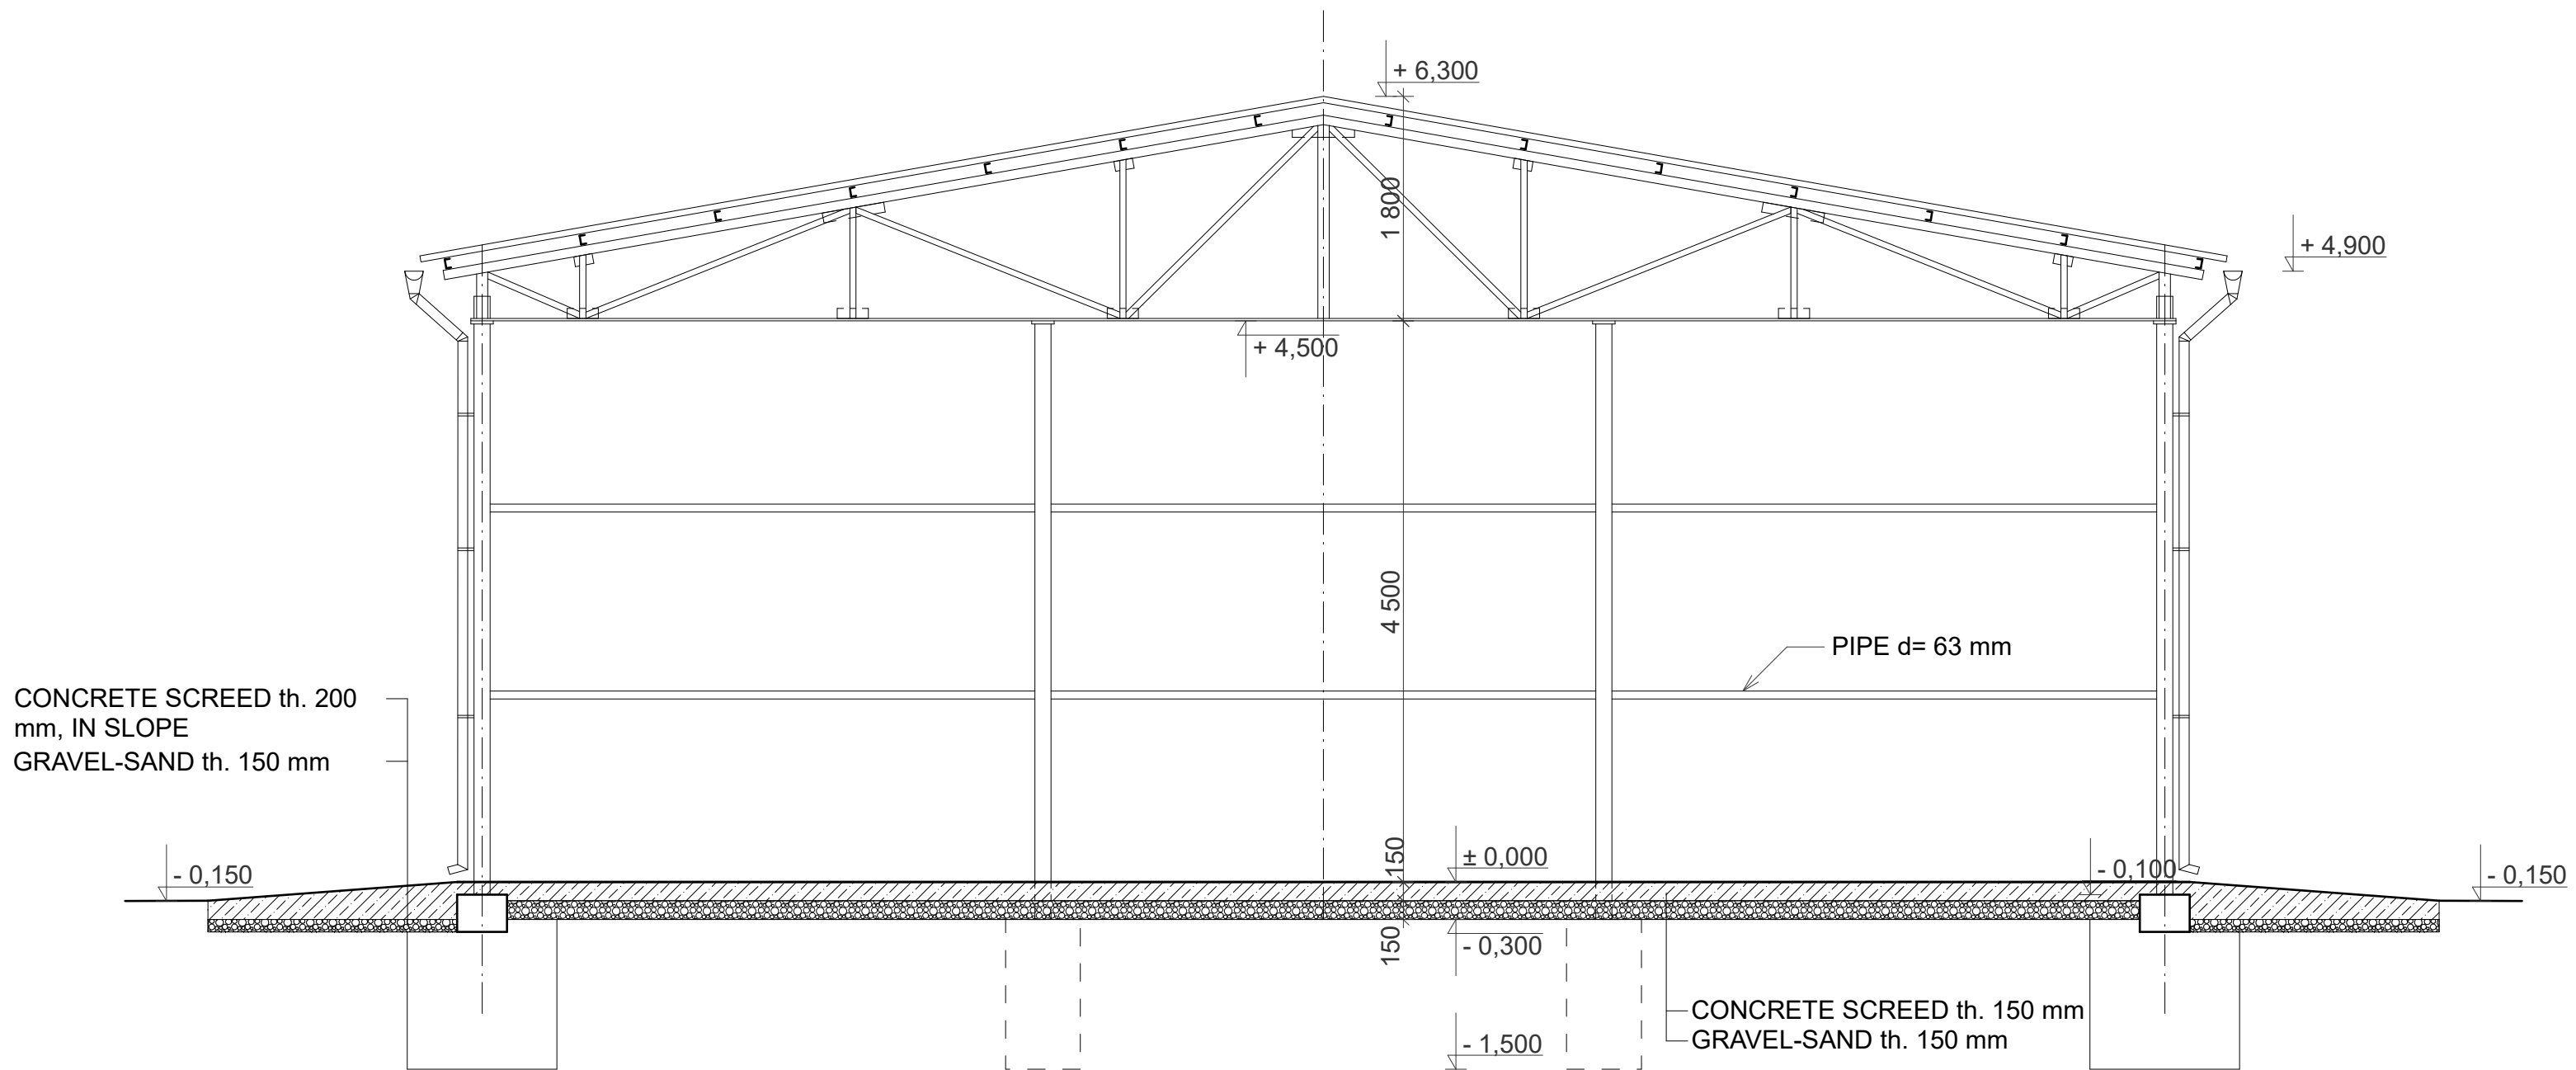 + 6,300
1 800
+ 4,900
+ 4,500
4 500
PIPE d= 63 mm
CONCRETE SCREED th. 200
mm, IN SLOPE
GRAVEL-SAND th. 150 mm
- 0,150
150
± 0,000
- 0,100
- 0,150
150
- 0,300
CONCRETE SCREED th. 150 mm
GRAVEL-SAND th. 150 mm
- 1,500